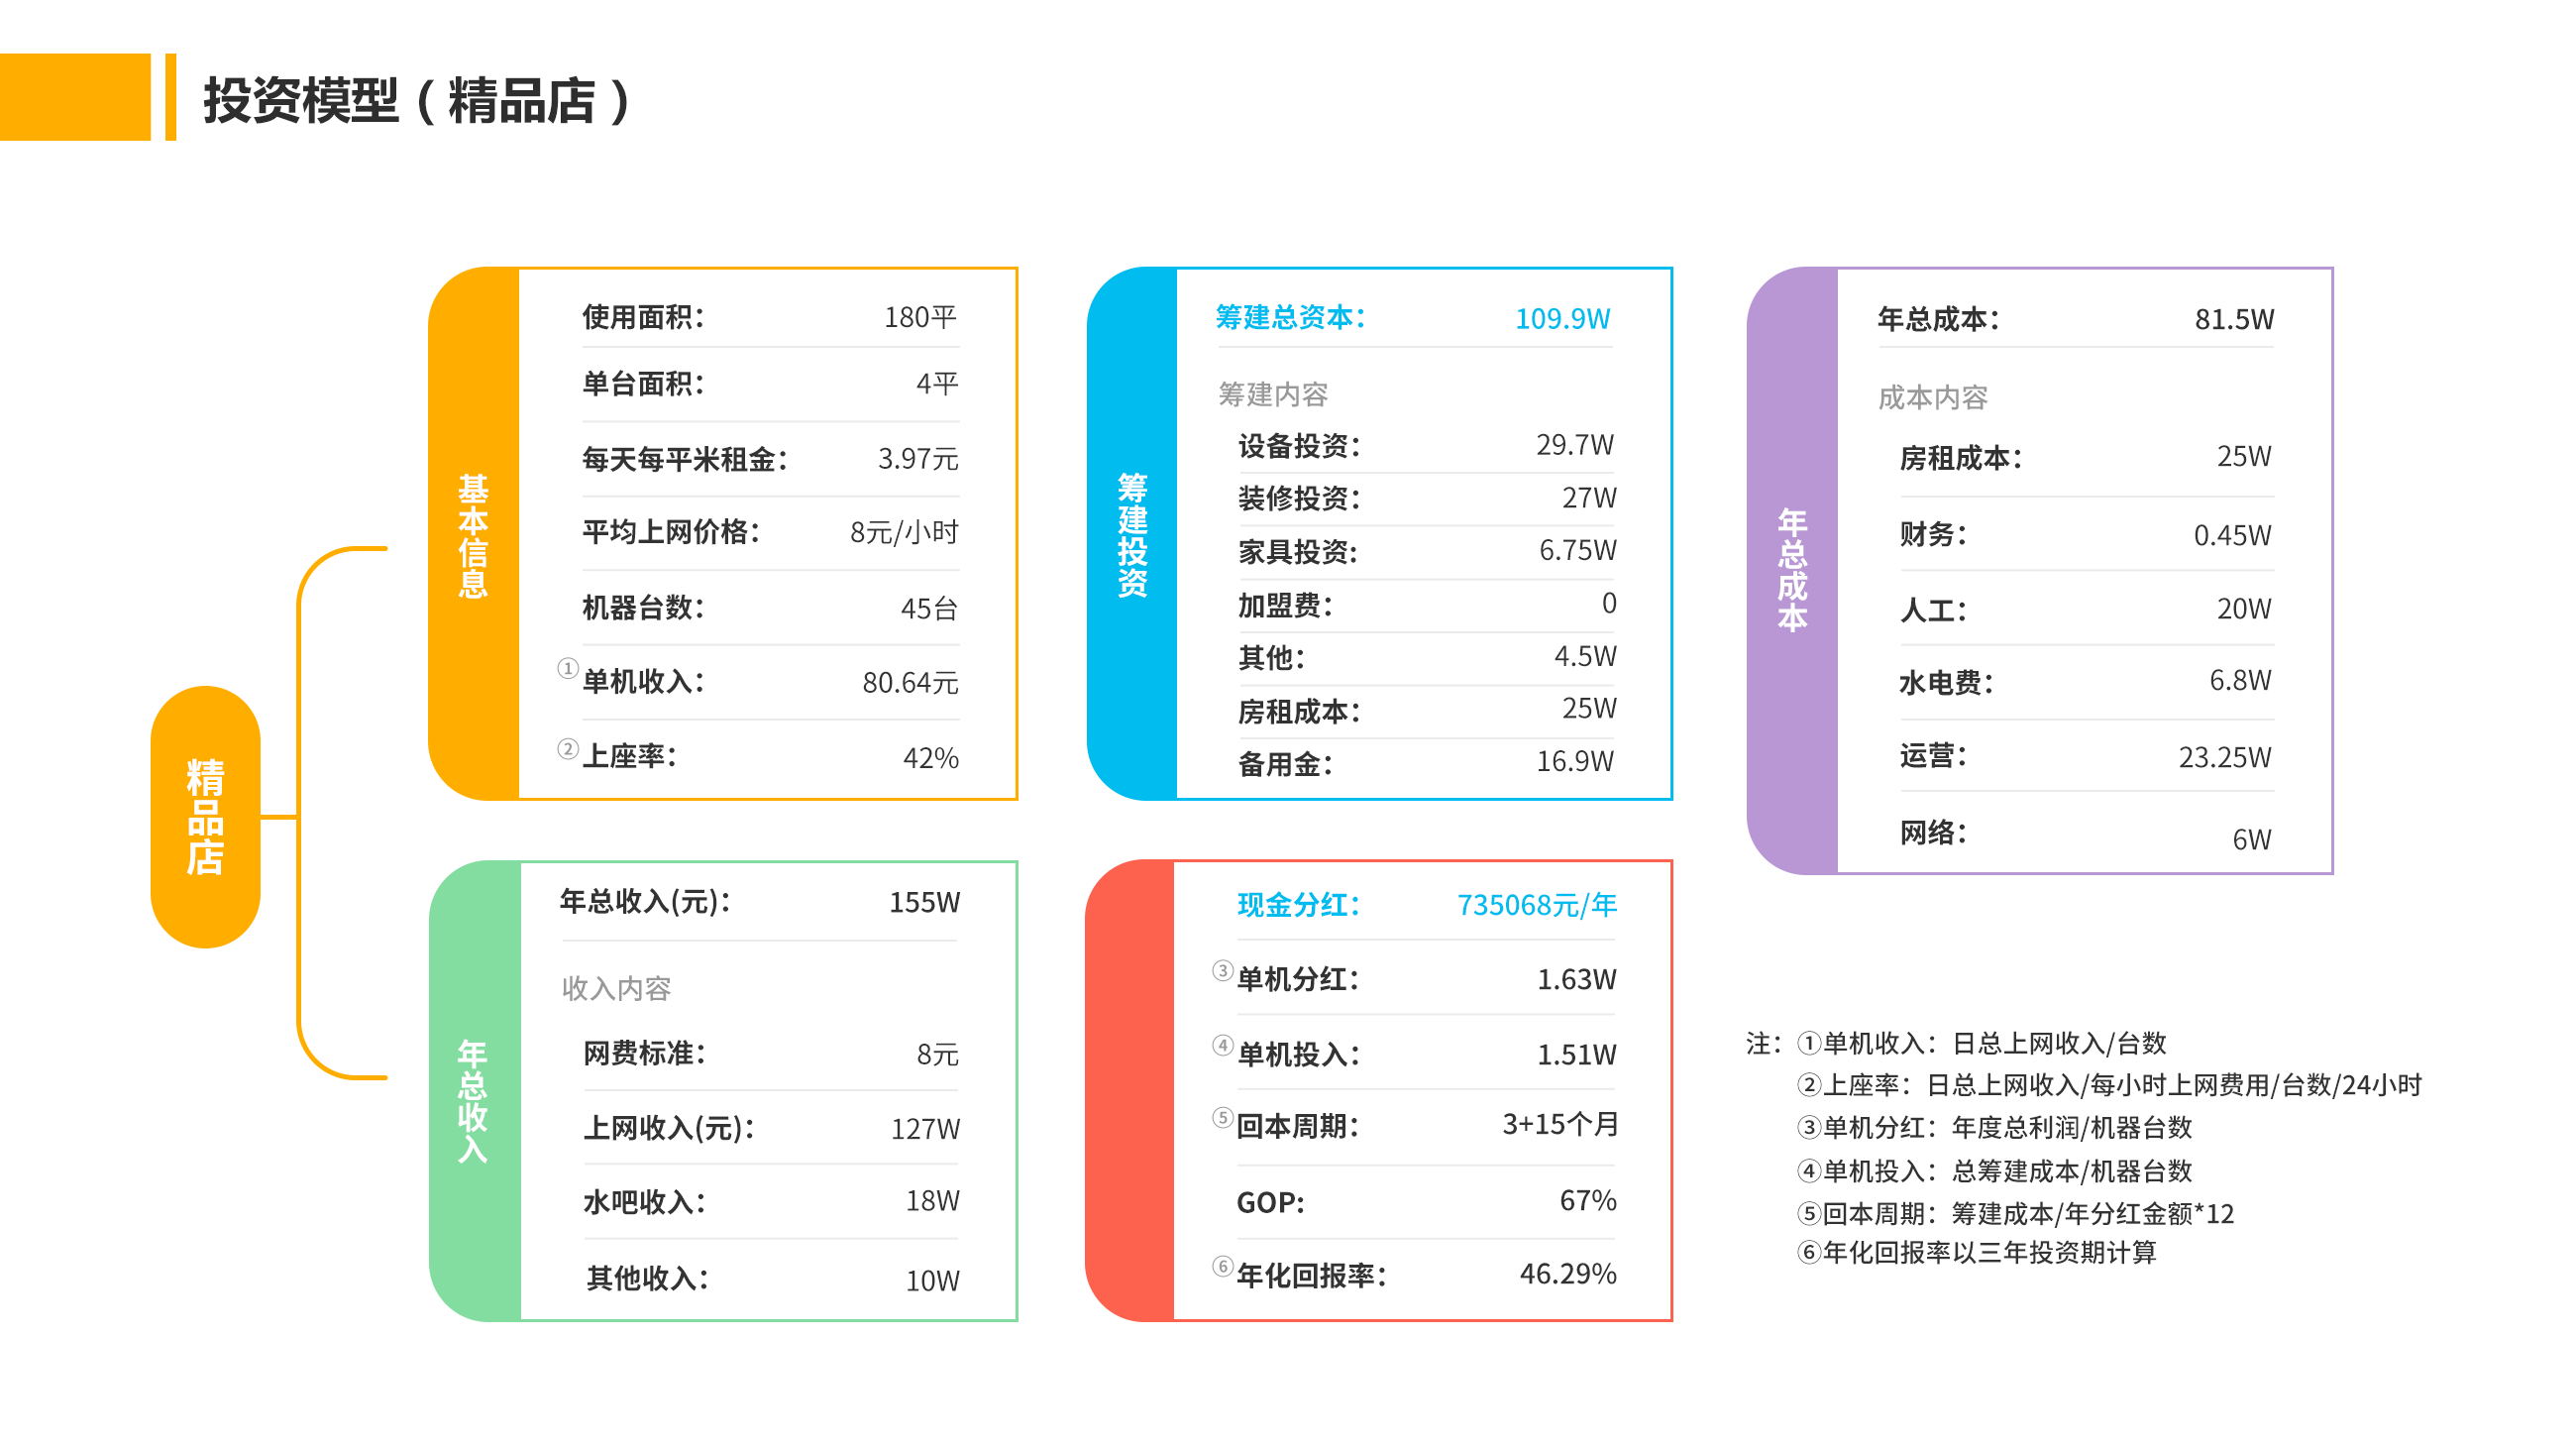 投资模型（精品店）
精品店
基本信息
使用面积： 180平
单台面积： 4平
每天每平米租金： 3.97元
平均上网价格： 8元/小时
机器台数： 45台
①单机收入： 80.64元
②上座率： 42%
筹建投资
筹建总资本： 109.9W
筹建内容
设备投资： 29.7W
装修投资： 27W
家具投资: 6.75W
加盟费： 0
其他： 4.5W
房租成本： 25W
备用金： 16.9W
年总成本
年总成本： 81.5W
成本内容
房租成本： 25W
财务： 0.45W
人工： 20W
水电费： 6.8W
运营： 23.25W
网络： 6W
年总收入
年总收入(元)： 155W
收入内容
网费标准： 8元
上网收入(元)： 127W
水吧收入： 18W
其他收入： 10W
现金分红： 735068元/年
③单机分红： 1.63W
④单机投入： 1.51W
⑤回本周期： 3+15个月
GOP: 67%
⑥年化回报率： 46.29%
注：①单机收入：日总上网收入/台数
②上座率：日总上网收入/每小时上网费用/台数/24小时
③单机分红：年度总利润/机器台数
④单机投入：总筹建成本/机器台数
⑤回本周期：筹建成本/年分红金额*12
⑥年化回报率以三年投资期计算